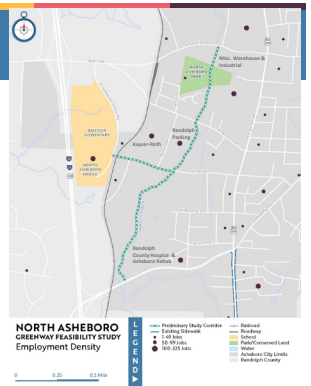 Misc. Warehouse &
Industrial
NORTH
ASHEBORO
PARK
Randolph
Packing
Kayser-Roth
BALFOUR
ELEMENTARY
NORTH
ASHEBORO
MIDDLE
Randolph
County Hospice &
Asheboro Rehab
NORTH ASHEBORO
GREENWAY FEASIBILITY STUDY
Employment Density
0 0.25 0.5 Mile
LEGEND
Preliminary Study Corridor
Existing Sidewalk
1-49 Jobs
50-99 Jobs
100-225 Jobs
Railroad
Roadway
School
Park/Conserved Land
Water
Asheboro City Limits
Randolph County